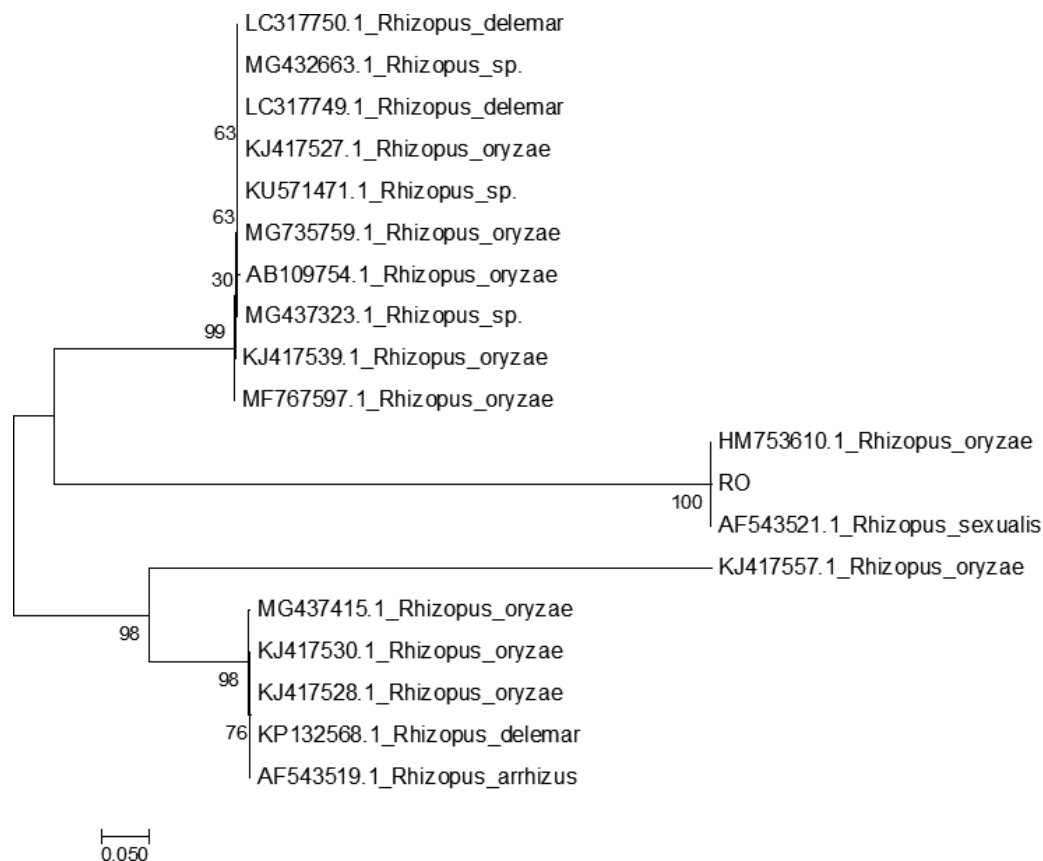 LC317750.1_Rhizopus_delemar
MG432663.1_Rhizopus_sp.
LC317749.1_Rhizopus_delemar
63
KJ417527.1_Rhizopus_oryzae
KU571471.1_Rhizopus_sp.
63
MG735759.1_Rhizopus_oryzae
30
AB109754.1_Rhizopus_oryzae
MG437323.1_Rhizopus_sp.
99
KJ417539.1_Rhizopus_oryzae
MF767597.1_Rhizopus_oryzae
HM753610.1_Rhizopus_oryzae
RO
100
AF543521.1_Rhizopus_sexualis
KJ417557.1_Rhizopus_oryzae
MG437415.1_Rhizopus_oryzae
98
KJ417530.1_Rhizopus_oryzae
98
KJ417528.1_Rhizopus_oryzae
76
KP132568.1_Rhizopus_delemar
AF543519.1_Rhizopus_arrhizus
0.050